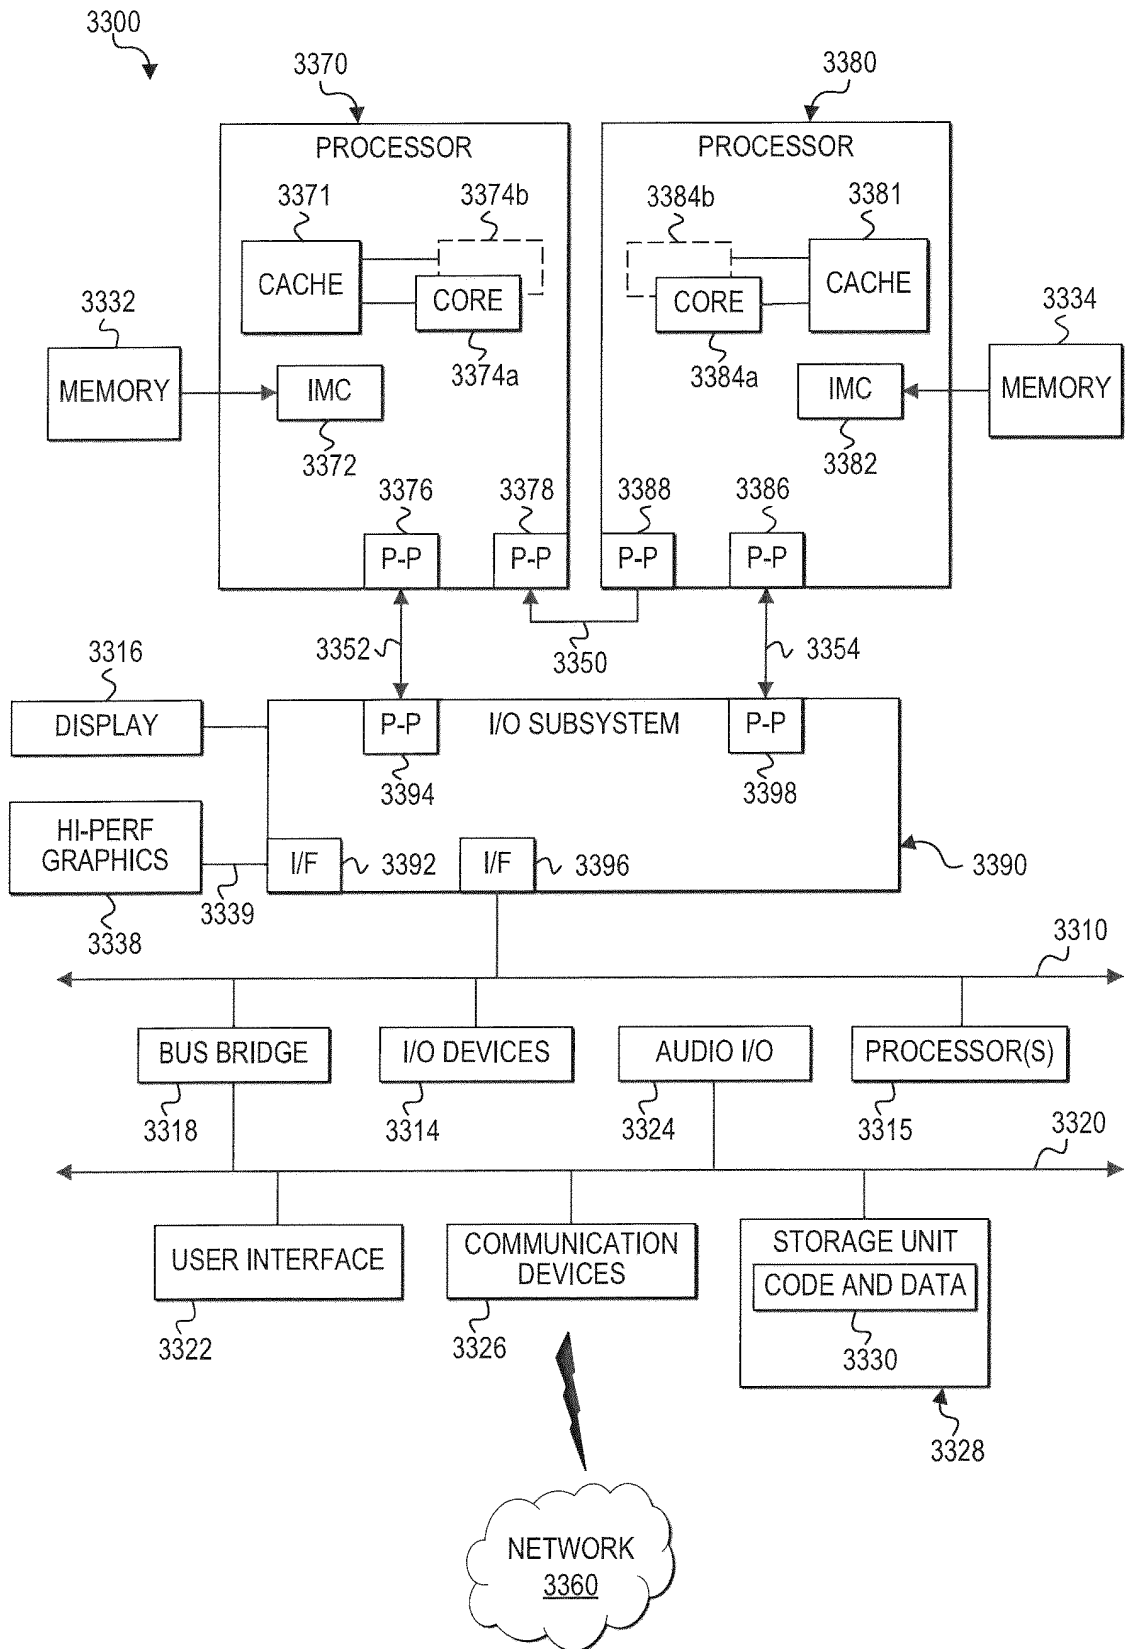 3300
3370
3380
PROCESSOR
PROCESSOR
3371
3374b
3384b
3381
CACHE
CORE
CORE
CACHE
3332
3334
3374a
3384a
MEMORY
IMC
IMC
MEMORY
3372
3382
3376
3378
3388
3386
P-P
P-P
P-P
P-P
3352
3350
3354
3316
DISPLAY
P-P
I/O SUBSYSTEM
P-P
3394
3398
HI-PERF
GRAPHICS
I/F
3392
I/F
3396
3390
3339
3338
3310
BUS BRIDGE
I/O DEVICES
AUDIO I/O
PROCESSOR(S)
3318
3314
3324
3315
3320
USER INTERFACE
COMMUNICATION
DEVICES
STORAGE UNIT
CODE AND DATA
3322
3326
3330
3328
NETWORK
3360